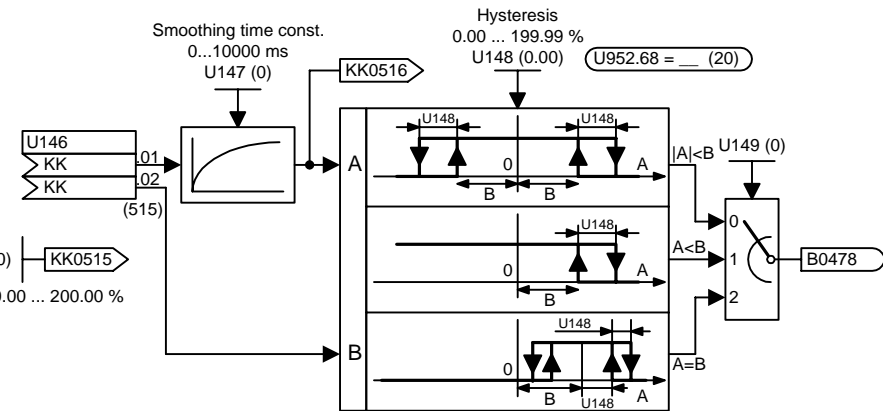 Smoothing time const.
0...10000 ms
U147 (0)
KK0516
Hysteresis
0.00 ... 199.99 %
U148 (0.00)
U952.68 = __ (20)
U146
KK
.01
KK
.02
(515)
0)
KK0515
0.00 ... 200.00 %
A
B
U148
U148
0
A
B
B
|A|<B
U148
0
A
B
A<B
U148
0
B
U148
A
A=B
U149 (0)
0
1
2
B0478